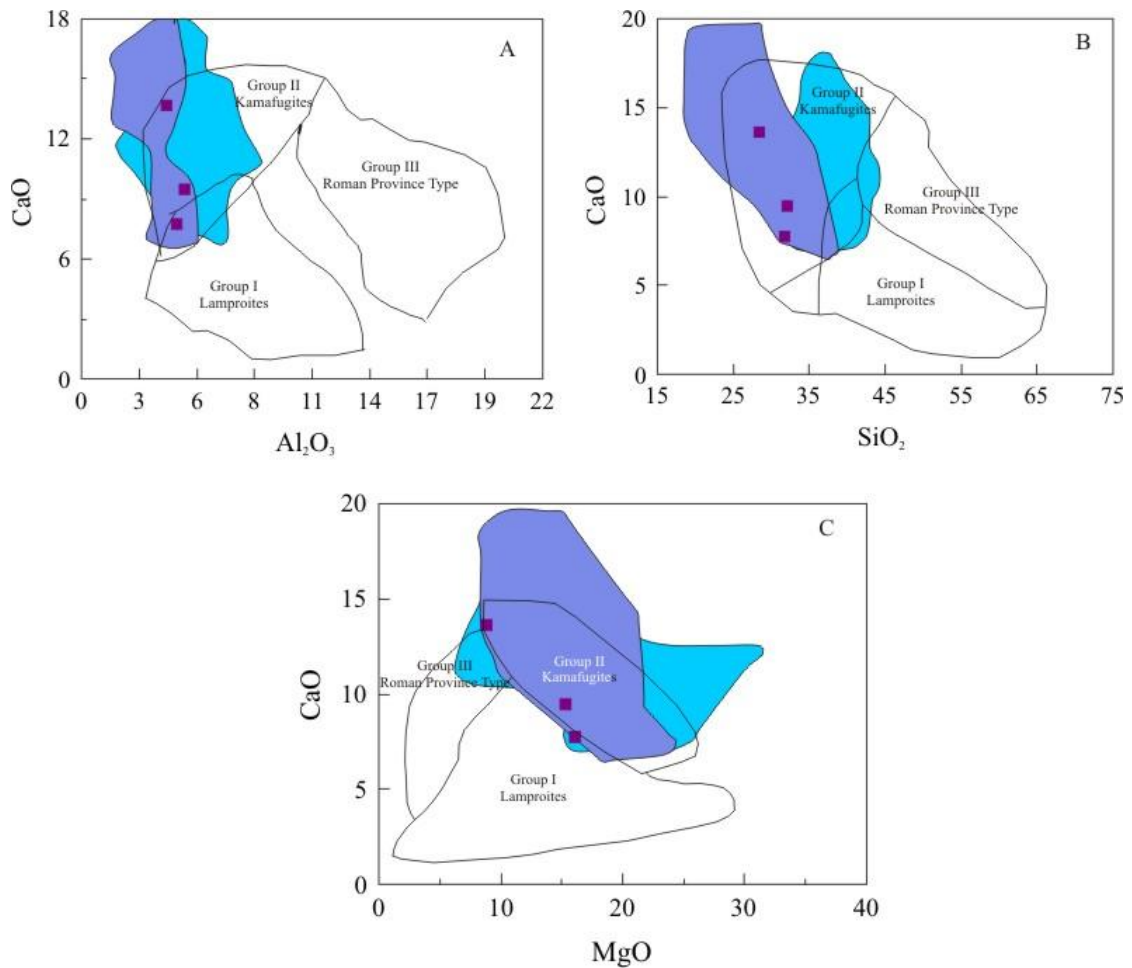 18
A
Group II
Kamafugites
12
Group III
Roman Province Type
CaO
6
Group I
Lamproites
0
0 3 4 6 8 11 14 17 19 22
Al₂O₃
20
B
Group II
Kamafugites
15
CaO
10
Group III
Roman Province Type
5
Group I
Lamproites
0
15 25 35 45 55 65 75
SiO₂
20
C
15
CaO
Group III
Roman Province Type
Group II
Kamafugites
10
5
Group I
Lamproites
0
0 10 20 30 40
MgO